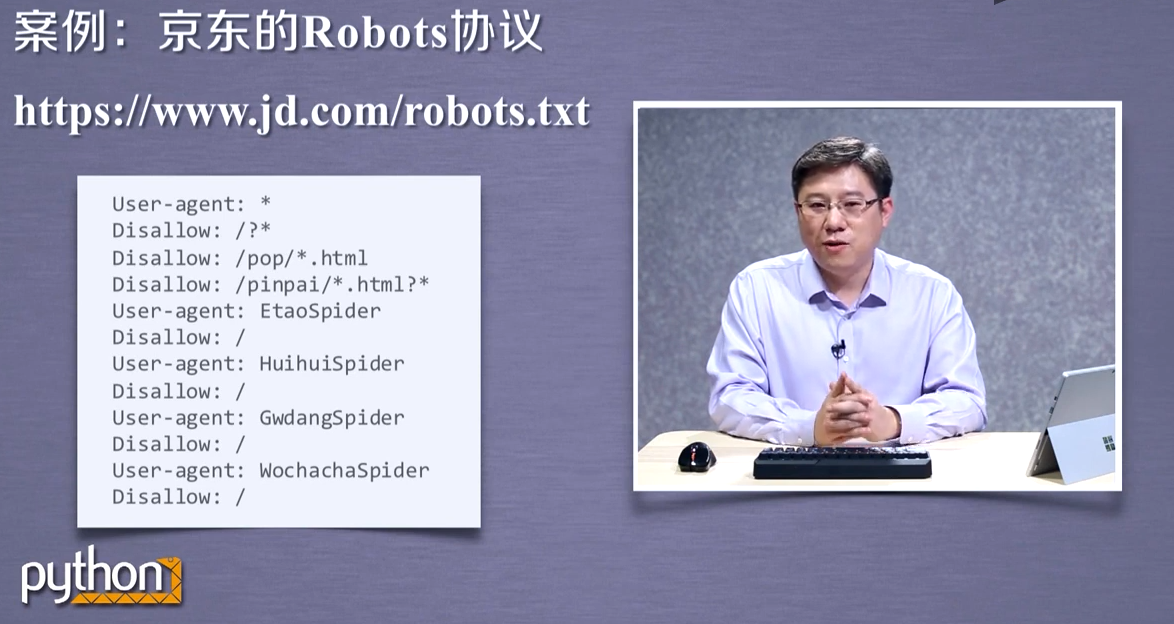 案例：京东的Robots协议
https://www.jd.com/robots.txt
User-agent: *
Disallow: /?*
Disallow: /pop/*.html
Disallow: /pinpai/*.html?*
User-agent: EtaoSpider
Disallow: /
User-agent: HuihuiSpider
Disallow: /
User-agent: GwdangSpider
Disallow: /
User-agent: WochachaSpider
Disallow: /
python